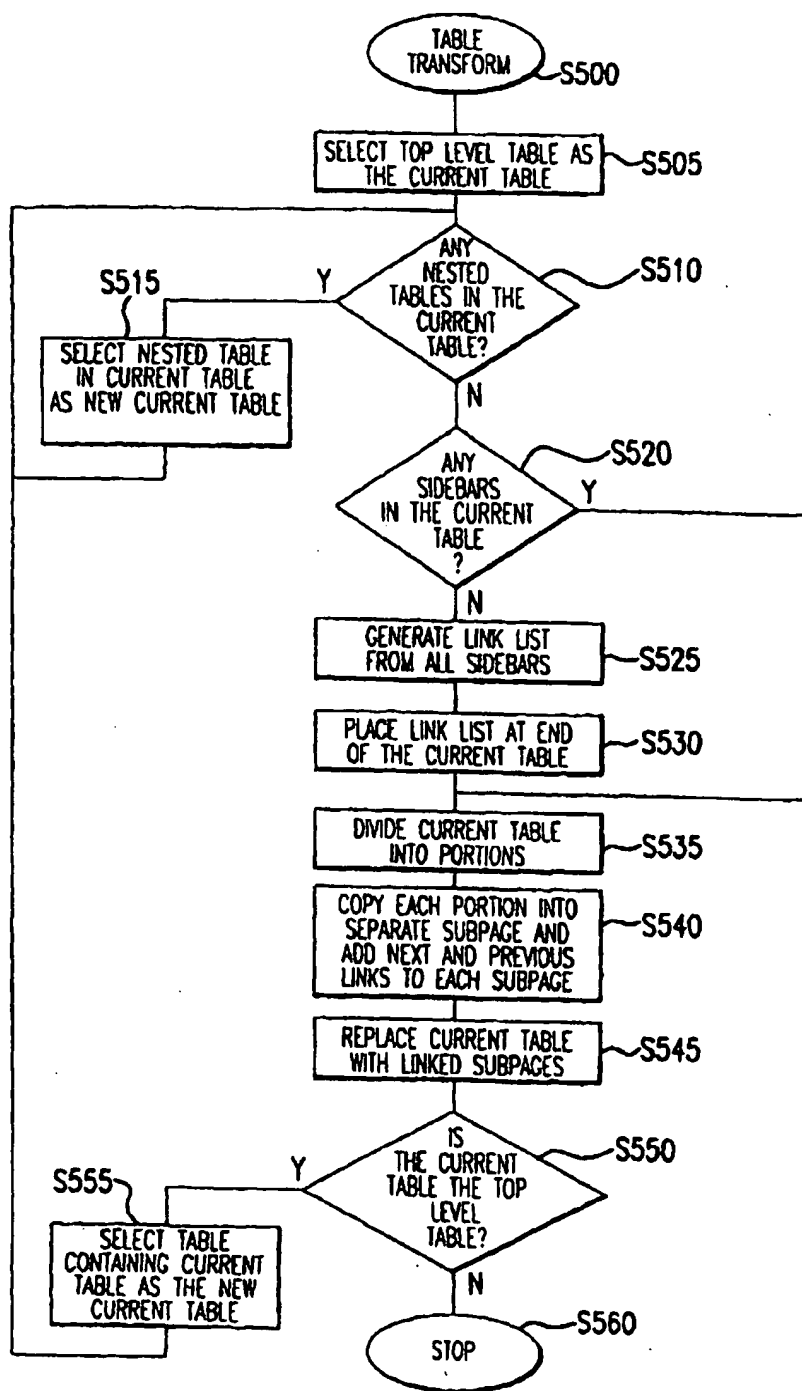 TABLE
TRANSFORM
S500
SELECT TOP LEVEL TABLE AS
THE CURRENT TABLE
S505
ANY
NESTED
TABLES IN THE
CURRENT
TABLE?
S510
Y
S515
SELECT NESTED TABLE
IN CURRENT TABLE
AS NEW CURRENT TABLE
N
ANY
SIDEBARS
IN THE CURRENT
TABLE
?
S520
Y
N
GENERATE LINK LIST
FROM ALL SIDEBARS
S525
PLACE LINK LIST AT END
OF THE CURRENT TABLE
S530
DIVIDE CURRENT TABLE
INTO PORTIONS
S535
COPY EACH PORTION INTO
SEPARATE SUBPAGE AND
ADD NEXT AND PREVIOUS
LINKS TO EACH SUBPAGE
S540
REPLACE CURRENT TABLE
WITH LINKED SUBPAGES
S545
IS
THE CURRENT
TABLE THE TOP
LEVEL
TABLE?
S550
Y
S555
SELECT TABLE
CONTAINING CURRENT
TABLE AS THE NEW
CURRENT TABLE
N
STOP
S560